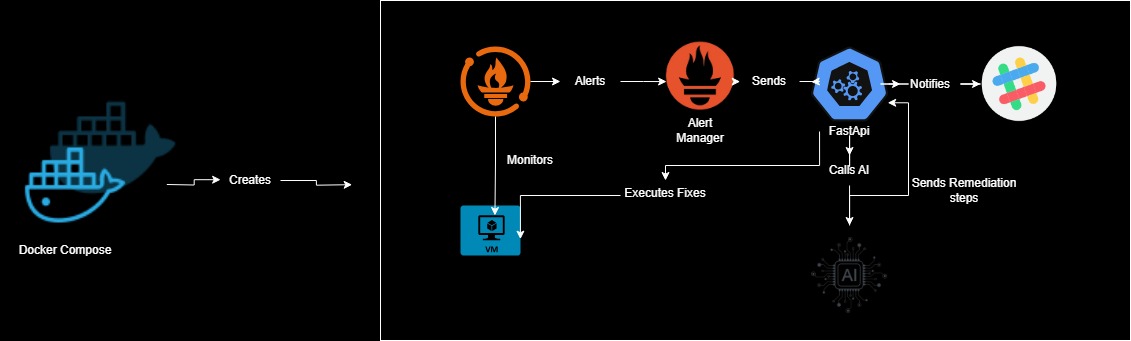 Docker Compose
Creates
Alerts
Alert
Manager
Sends
FastApi
Notifies
Monitors
VM
Executes Fixes
Calls AI
Sends Remediation
steps
AI